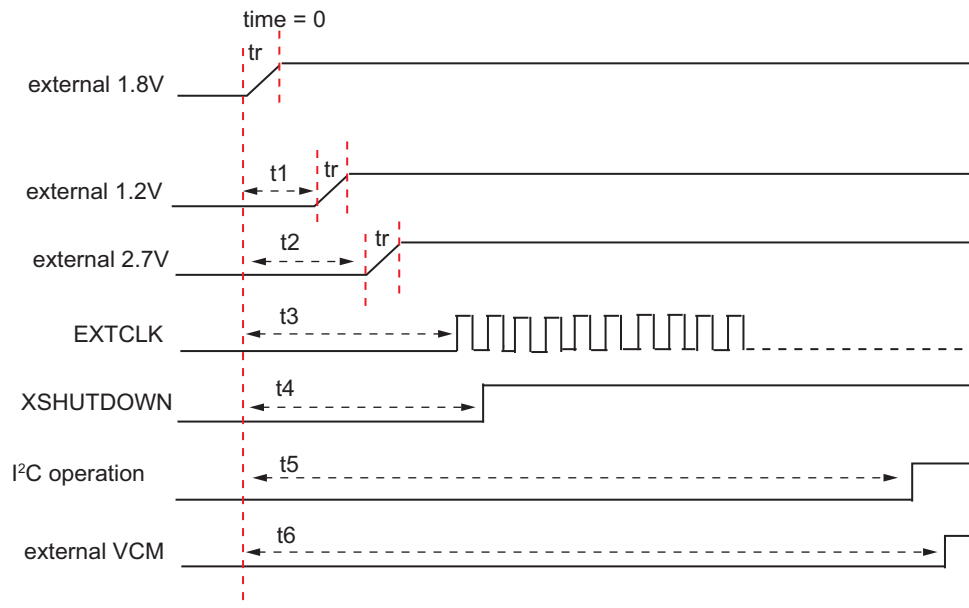 time = 0
tr
external 1.8V
t1
tr
external 1.2V
t2
tr
external 2.7V
t3
EXTCLK
t4
XSHUTDOWN
t5
I²C operation
t6
external VCM